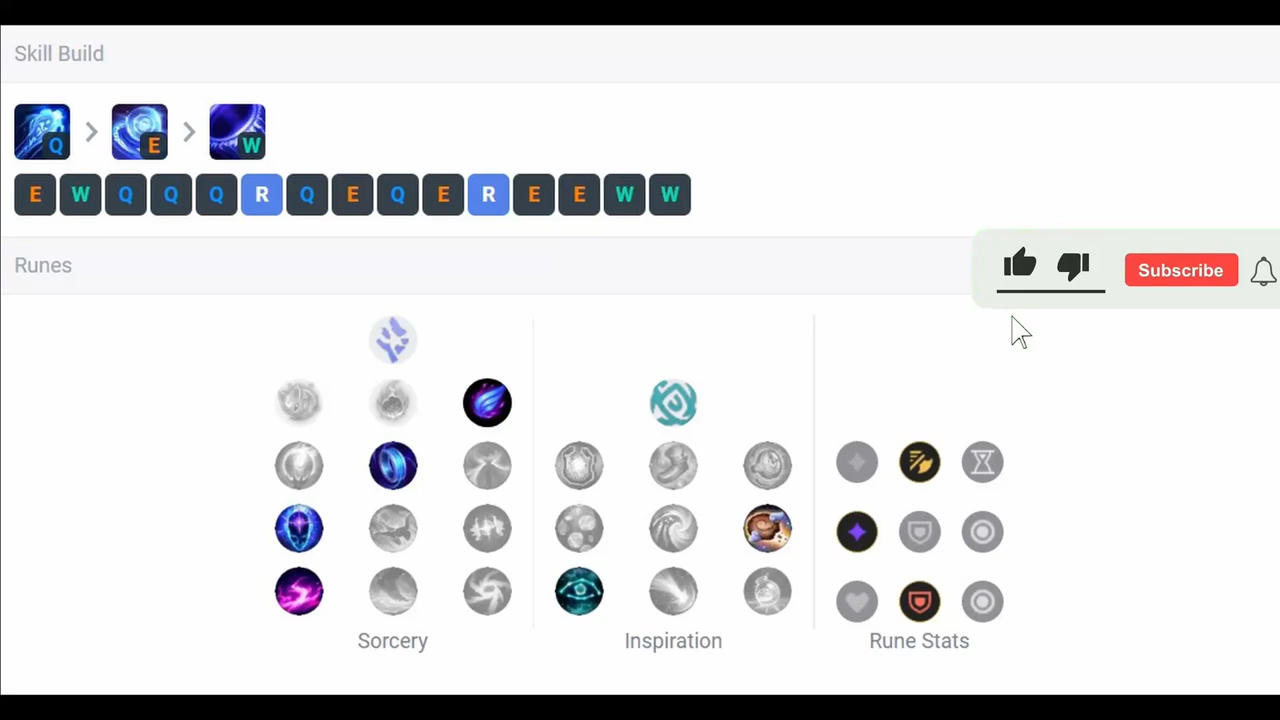 Skill Build
Q E W
E W Q Q Q R Q E Q E R E E W W
Runes
Subscribe
Sorcery Inspiration Rune Stats